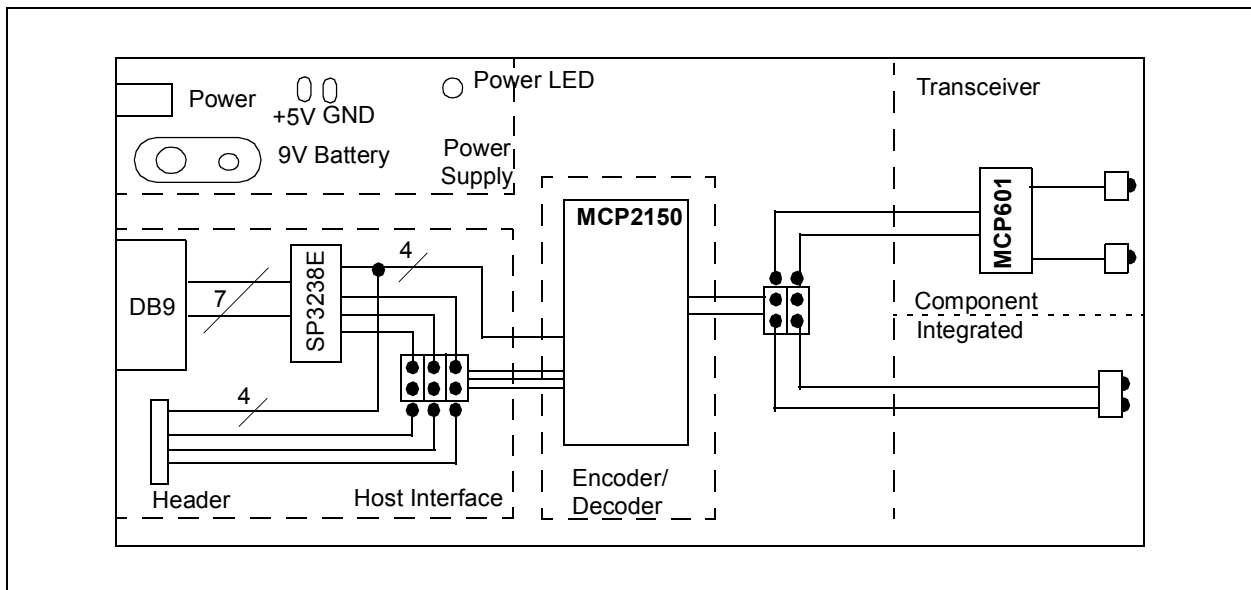 Power LED
Power
+5V GND
9V Battery
Power
Supply
Transceiver
MCP2150
MCP601
4
DB9
7
SP3238E
Component
Integrated
4
Header
Host Interface
Encoder/
Decoder